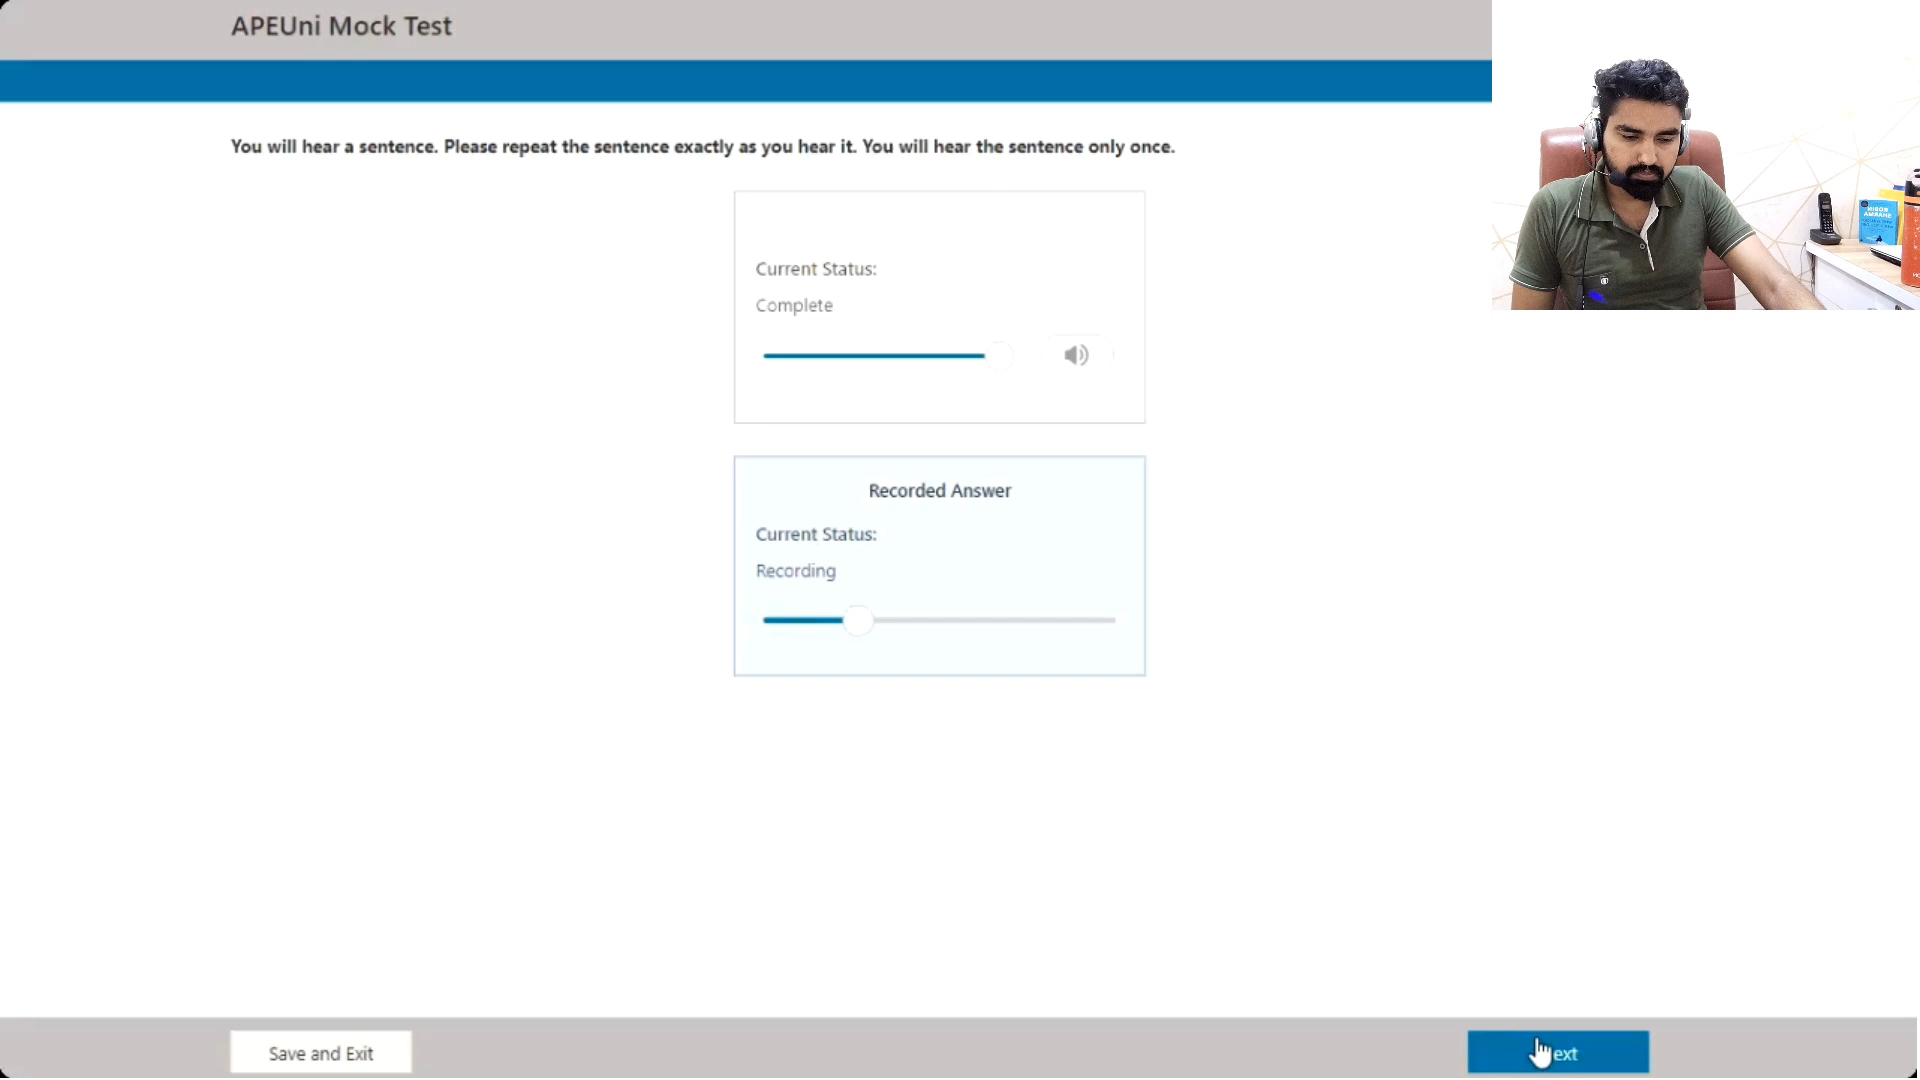 APEUni Mock Test
You will hear a sentence. Please repeat the sentence exactly as you hear it. You will hear the sentence only once.
Current Status:
Complete
Recorded Answer
Current Status:
Recording
Save and Exit
ext